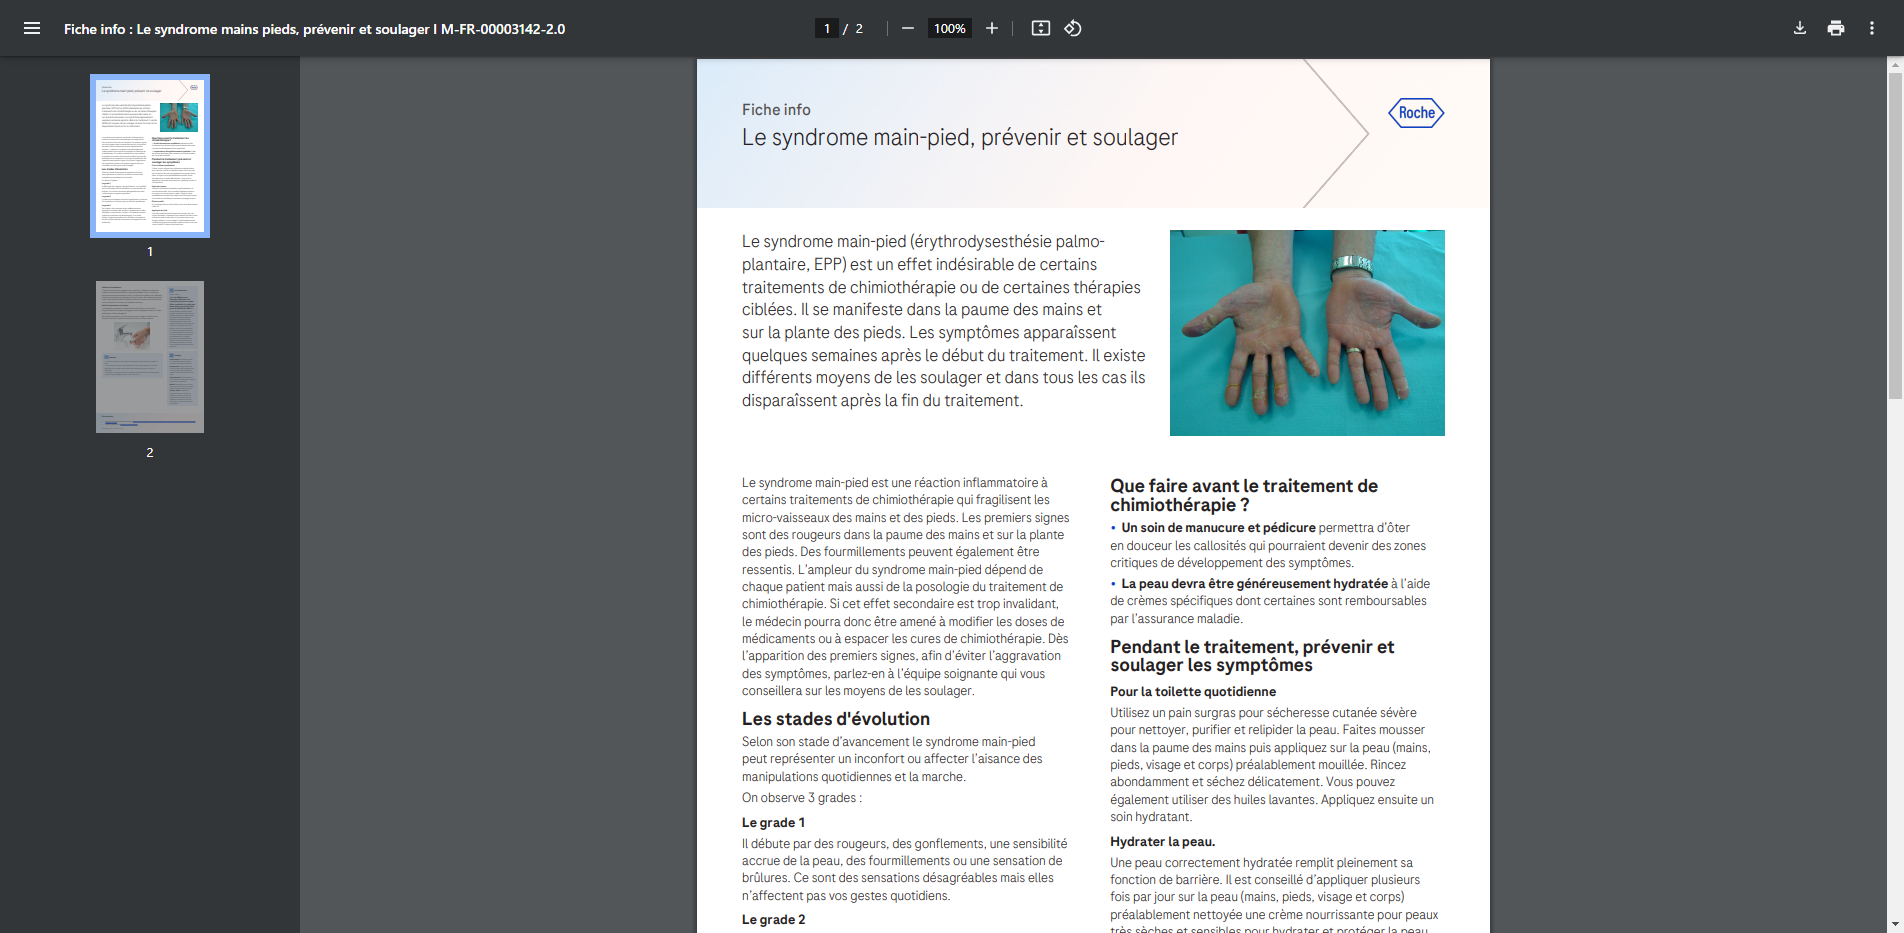 Fiche info : Le syndrome mains pieds, prévenir et soulager I M-FR-00003142-2.0
1 / 2
100%
1
2
Fiche info
Le syndrome main-pied, prévenir et soulager
Roche
Le syndrome main-pied (érythrodysesthésie palmo-
plantaire, EPP) est un effet indésirable de certains
traitements de chimiothérapie ou de certaines thérapies
ciblées. Il se manifeste dans la paume des mains et
sur la plante des pieds. Les symptômes apparaîssent
quelques semaines après le début du traitement. Il existe
différents moyens de les soulager et dans tous les cas ils
disparaîssent après la fin du traitement.
Le syndrome main-pied est une réaction inflammatoire à
certains traitements de chimiothérapie qui fragilisent les
micro-vaisseaux des mains et des pieds. Les premiers signes
sont des rougeurs dans la paume des mains et sur la plante
des pieds. Des fourmillements peuvent également être
ressentis. L'ampleur du syndrome main-pied dépend de
chaque patient mais aussi de la posologie du traitement de
chimiothérapie. Si cet effet secondaire est trop invalidant,
le médecin pourra donc être amené à modifier les doses de
médicaments ou à espacer les cures de chimiothérapie. Dès
l'apparition des premiers signes, afin d'éviter l'aggravation
des symptômes, parlez-en à l'équipe soignante qui vous
conseillera sur les moyens de les soulager.
Les stades d'évolution
Selon son stade d'avancement le syndrome main-pied
peut représenter un inconfort ou affecter l'aisance des
manipulations quotidiennes et la marche.
On observe 3 grades :
Le grade 1
Il débute par des rougeurs, des gonflements, une sensibilité
accrue de la peau, des fourmillements ou une sensation de
brûlures. Ce sont des sensations désagréables mais elles
n'affectent pas vos gestes quotidiens.
Le grade 2
Que faire avant le traitement de
chimiothérapie ?
• Un soin de manucure et pédicure permettra d'ôter
en douceur les callosités qui pourraient devenir des zones
critiques de développement des symptômes.
• La peau devra être généreusement hydratée à l'aide
de crèmes spécifiques dont certaines sont remboursables
par l'assurance maladie.
Pendant le traitement, prévenir et
soulager les symptômes
Pour la toilette quotidienne
Utilisez un pain surgras pour sécheresse cutanée sévère
pour nettoyer, purifier et relipider la peau. Faites mousser
dans la paume des mains puis appliquez sur la peau (mains,
pieds, visage et corps) préalablement mouillée. Rincez
abondamment et séchez délicatement. Vous pouvez
également utiliser des huiles lavantes. Appliquez ensuite un
soin hydratant.
Hydrater la peau.
Une peau correctement hydratée remplit pleinement sa
fonction de barrière. Il est conseillé d'appliquer plusieurs
fois par jour sur la peau (mains, pieds, visage et corps)
préalablement nettoyée une crème nourrissante pour peaux
très sèches et sensibles pour hydrater et protéger la peau